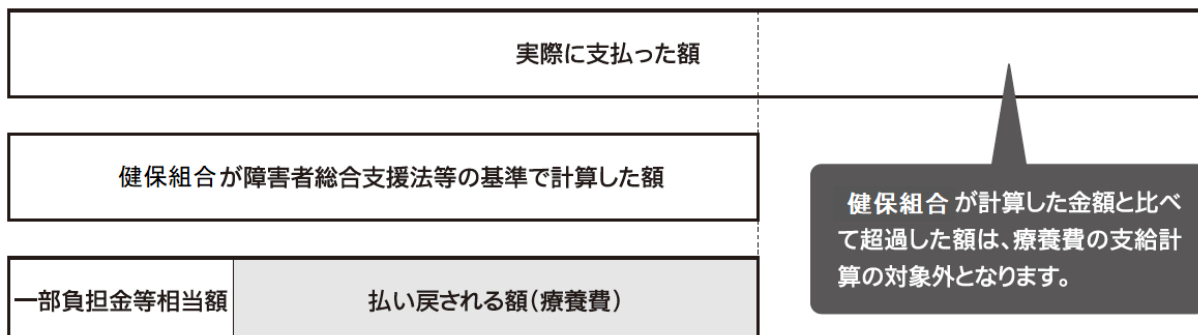 実際に支払った額
健保組合が障害者総合支援法等の基準で計算した額
健保組合が計算した金額と比べ
て超過した額は、療養費の支給計
算の対象外となります。
一部負担金等相当額
払い戻される額(療養費)